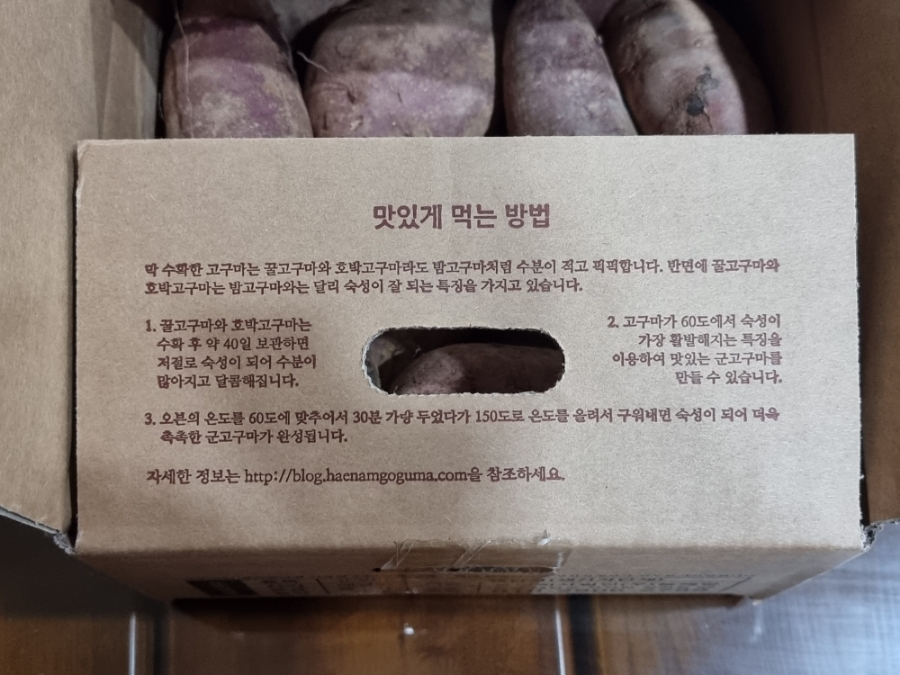 맛있게 먹는 방법
막 수확한 고구마는 꿀고구마와 호박고구마라도 밤고구마처럼 수분이 적고 퍽퍽합니다. 반면에 꿀고구마와
호박고구마는 밤고구마와는 달리 숙성이 잘 되는 특징을 가지고 있습니다.
1. 꿀고구마와 호박고구마는
수확 후 약 40일 보관하면
저절로 숙성이 되어 수분이
많아지고 달콤해집니다.
2. 고구마가 60도에서 숙성이
가장 활발해지는 특징을
이용하여 맛있는 군고구마를
만들 수 있습니다.
3. 오븐의 온도를 60도에 맞추어서 30분 가량 두었다가 150도로 온도를 올려서 구워내면 숙성이 되어 더욱
촉촉한 군고구마가 완성됩니다.
자세한 정보는 http://blog.haenamgoguma.com을 참조하세요.